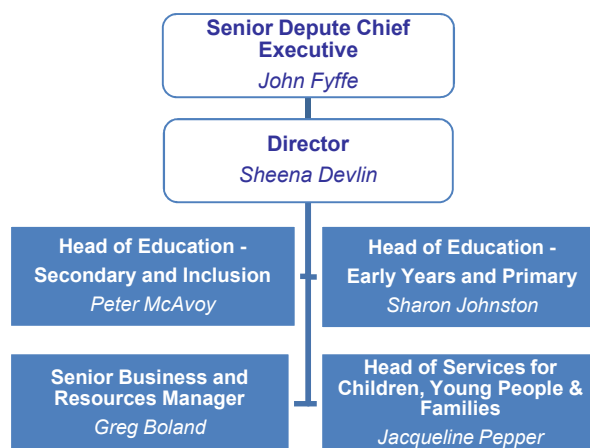 Senior Depute Chief
Executive
John Fyffe
Director
Sheena Devlin
Head of Education -
Secondary and Inclusion
Peter McAvoy
Head of Education -
Early Years and Primary
Sharon Johnston
Senior Business and
Resources Manager
Greg Boland
Head of Services for
Children, Young People &
Families
Jacqueline Pepper